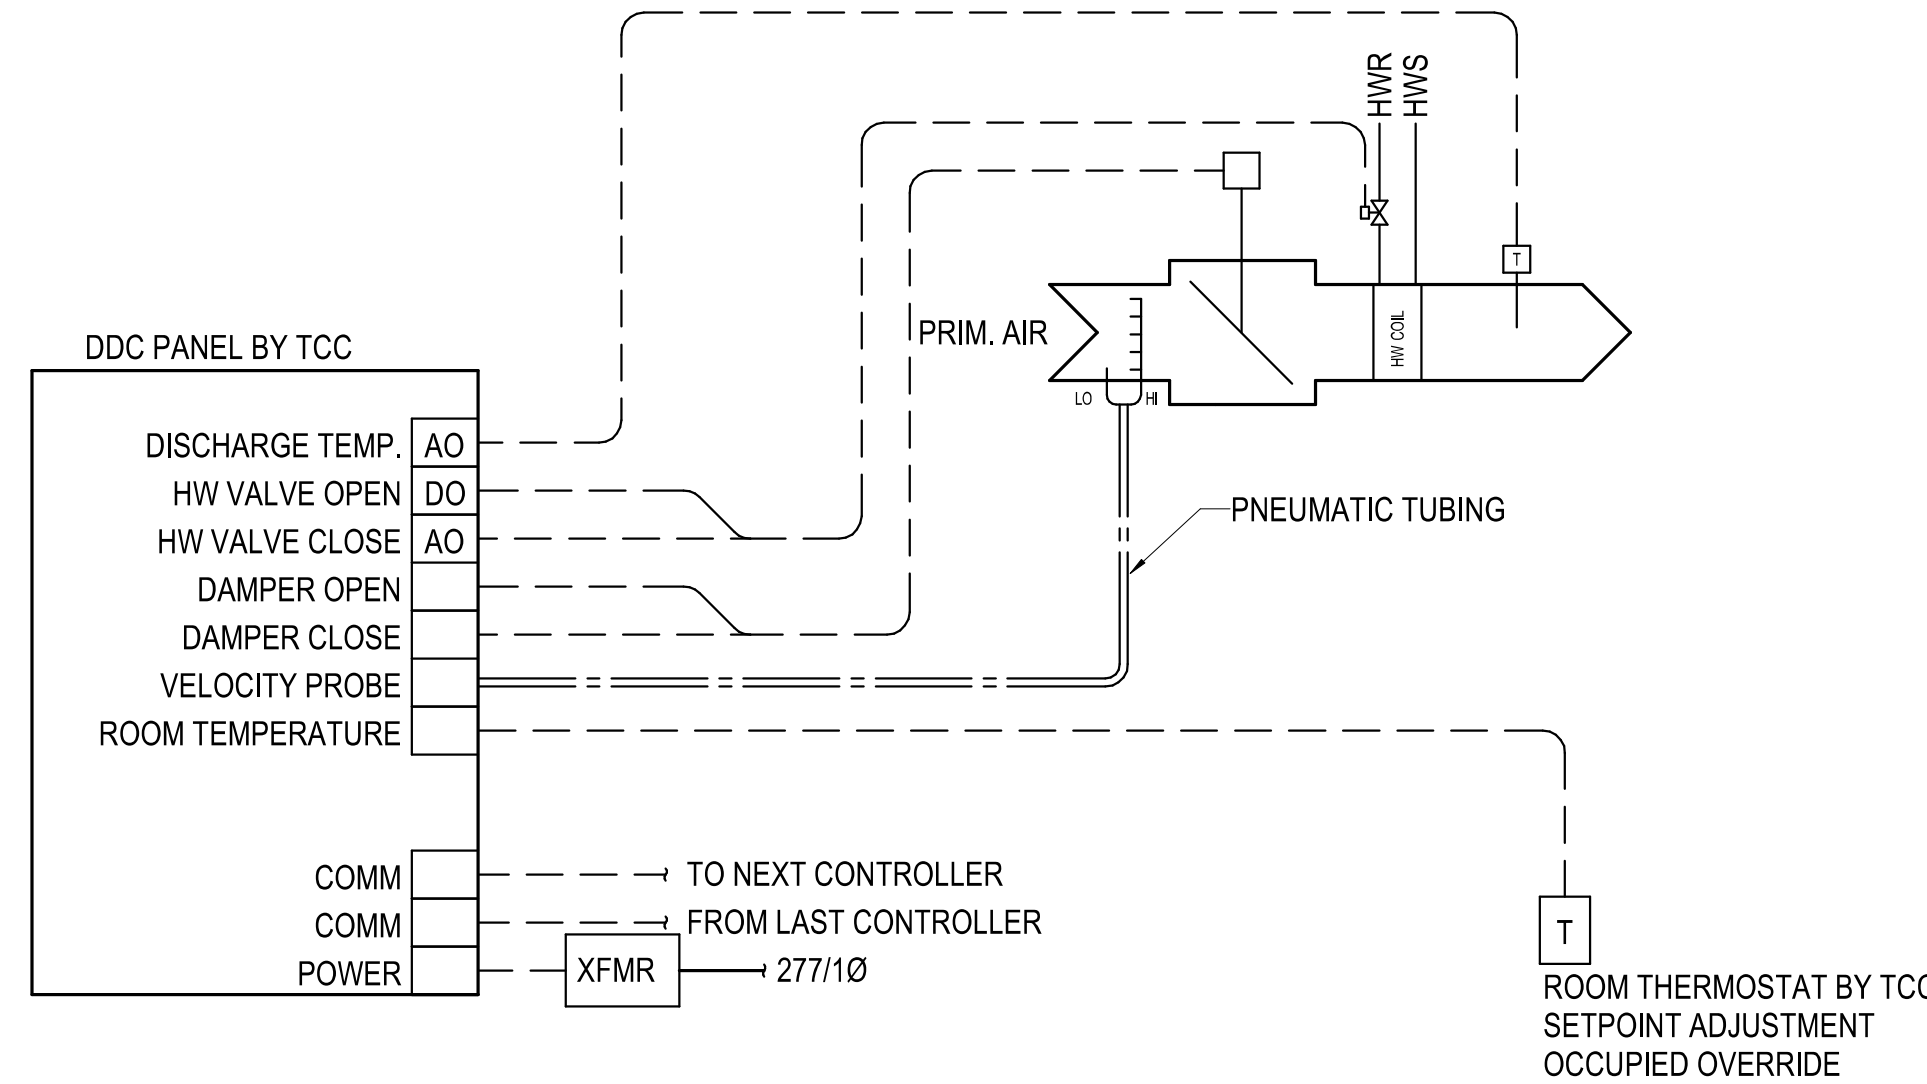 HWR
HWS
T
PRIM. AIR
HW COIL
LO
HI
DDC PANEL BY TCC
DISCHARGE TEMP. AO
HW VALVE OPEN DO
HW VALVE CLOSE AO
DAMPER OPEN
DAMPER CLOSE
VELOCITY PROBE
ROOM TEMPERATURE
PNEUMATIC TUBING
COMM
TO NEXT CONTROLLER
COMM
FROM LAST CONTROLLER
POWER
XFMR
277/1Ø
T
ROOM THERMOSTAT BY TCC
SETPOINT ADJUSTMENT
OCCUPIED OVERRIDE